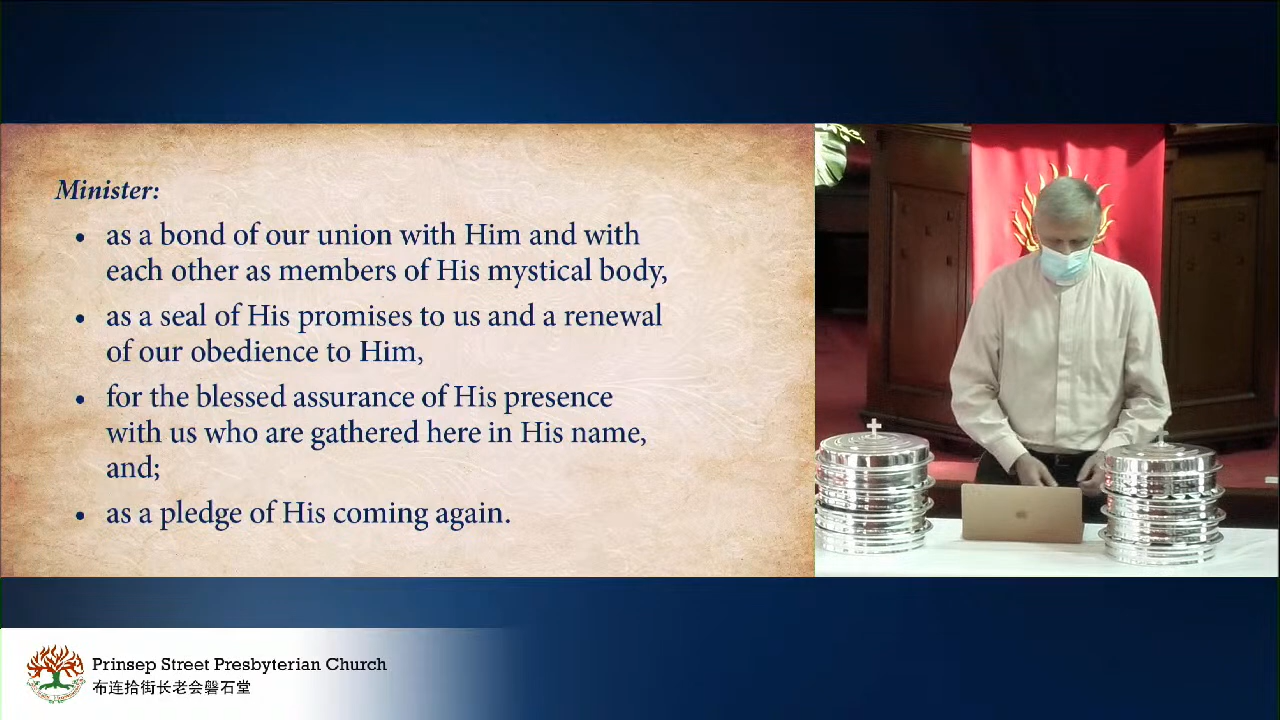 Minister:
• as a bond of our union with Him and with
each other as members of His mystical body,
• as a seal of His promises to us and a renewal
of our obedience to Him,
• for the blessed assurance of His presence
with us who are gathered here in His name,
and;
• as a pledge of His coming again.
Prinsep Street Presbyterian Church
布连拾街长老会磐石堂